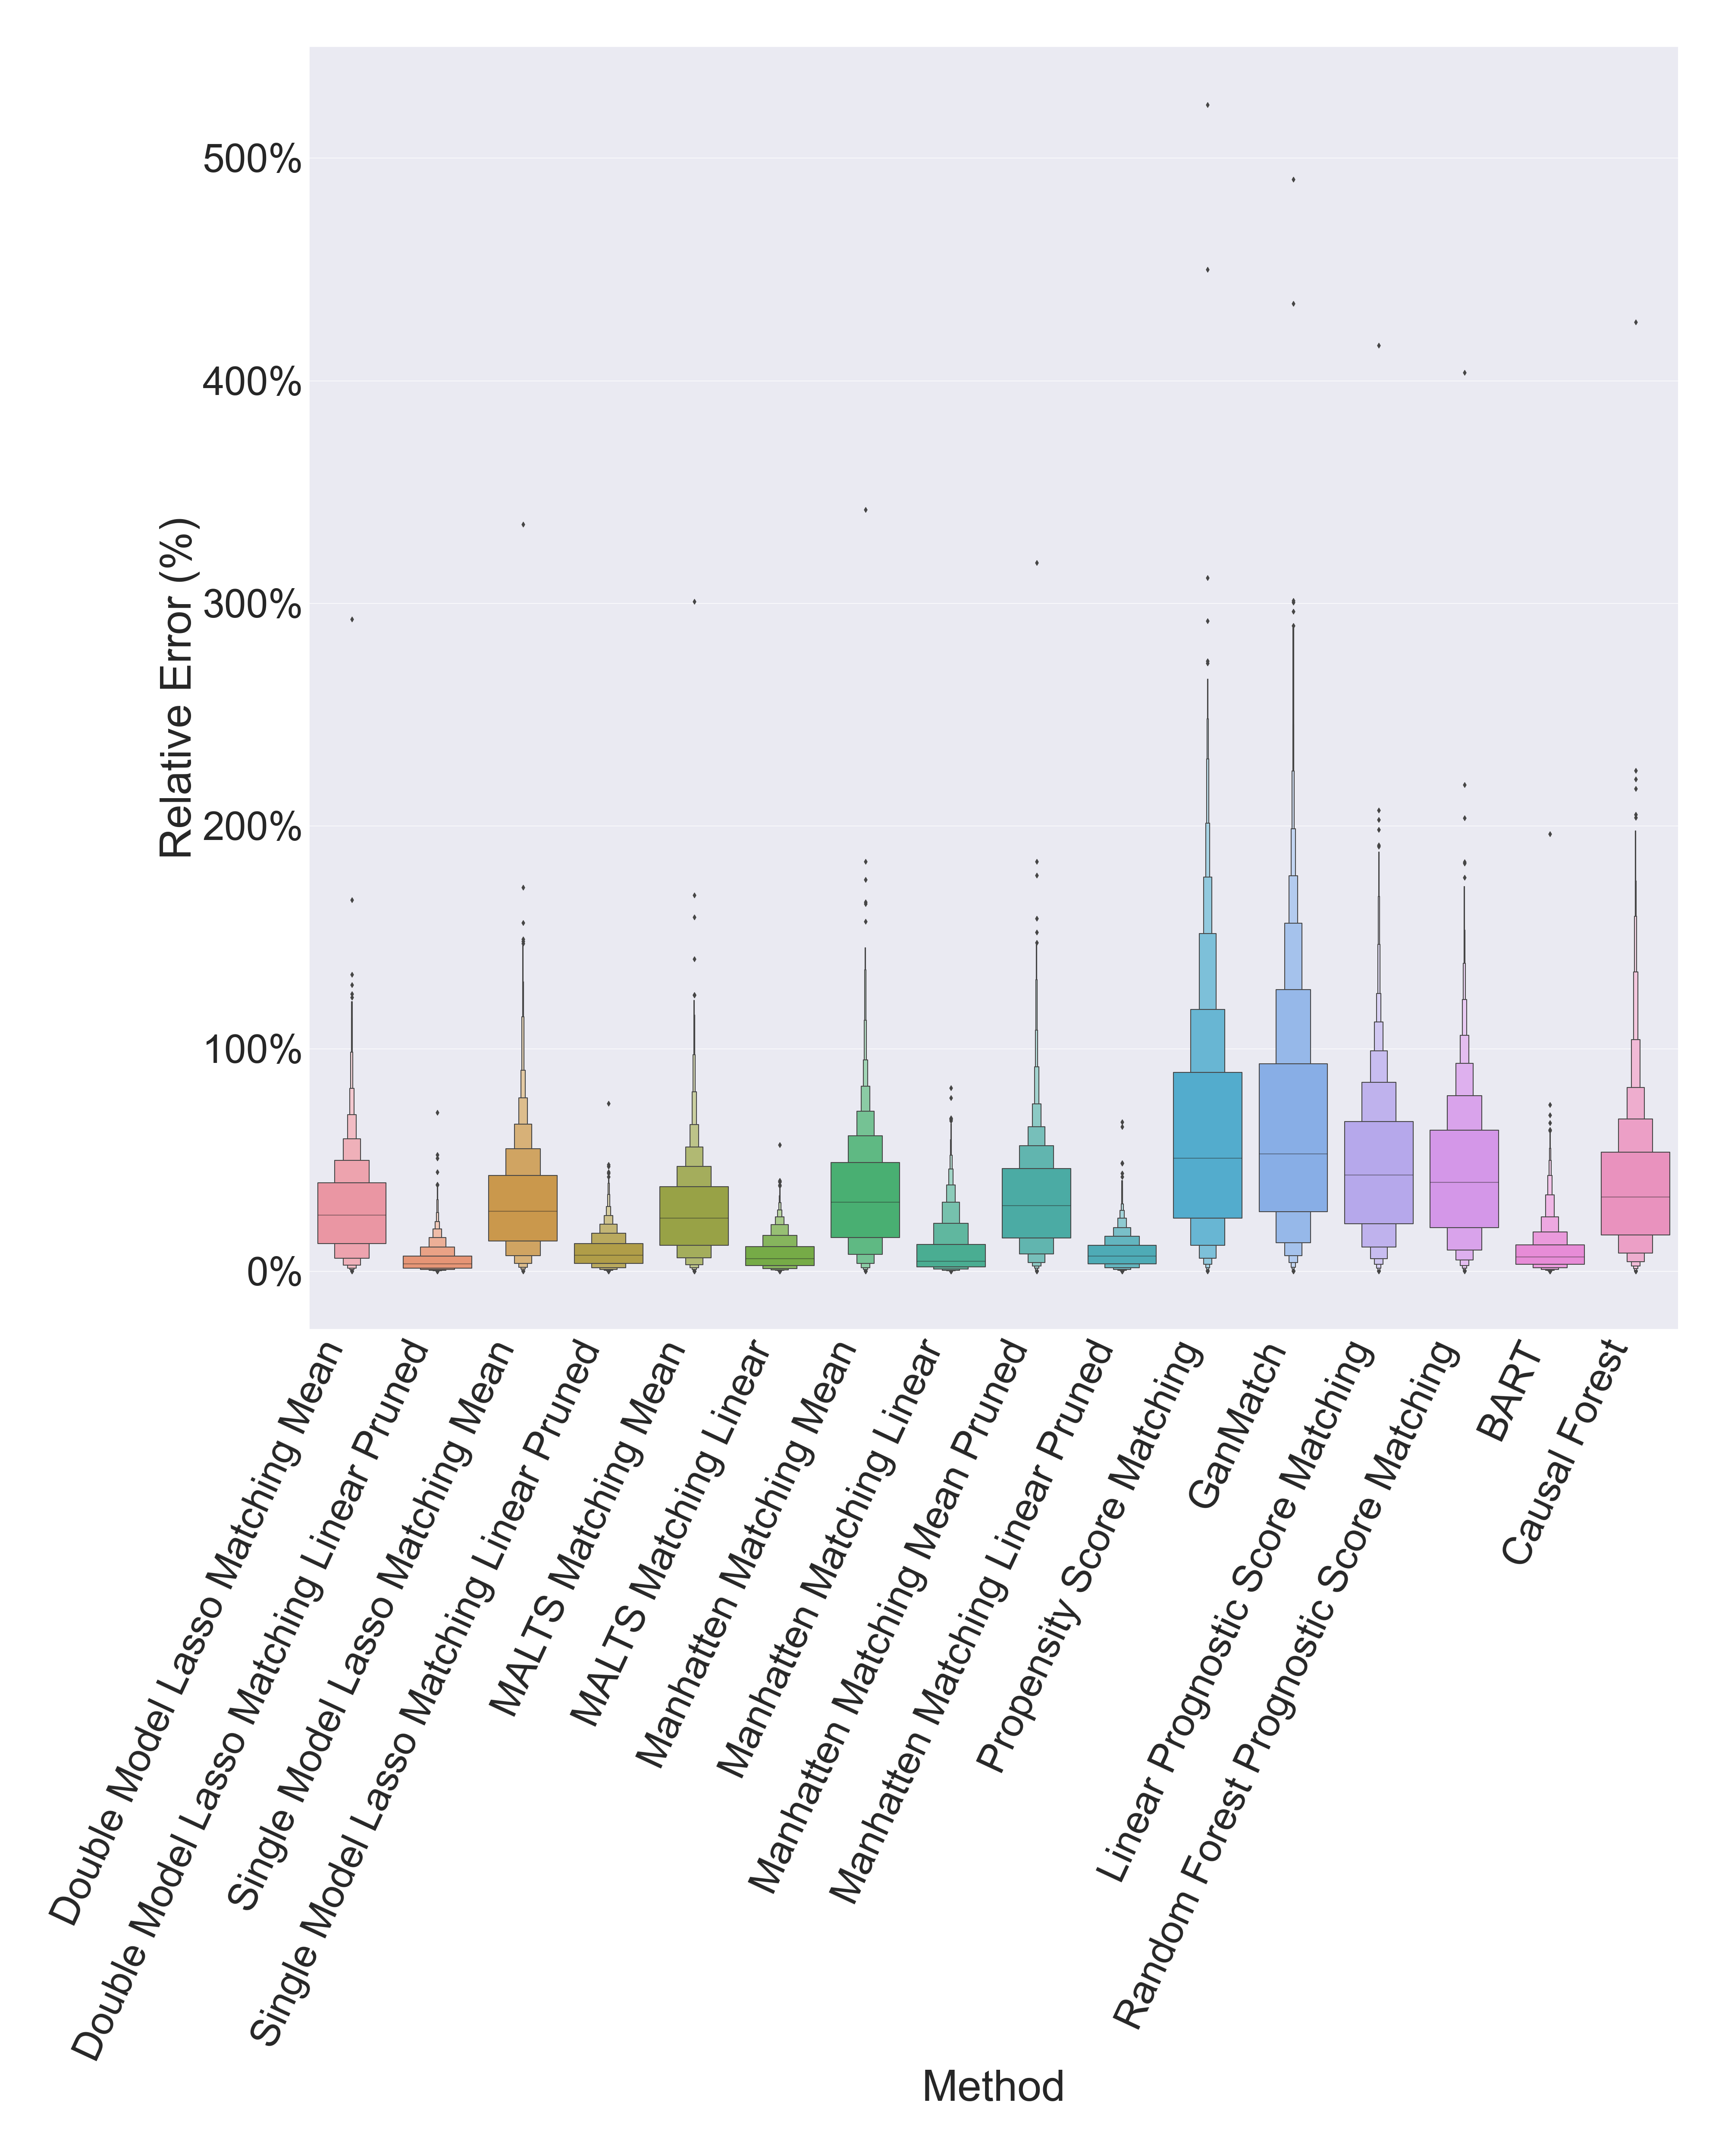 500%
400%
300%
200%
100%
0%
Relative Error (%)
Double Model Lasso Matching Mean
Double Model Lasso Matching Linear Pruned
Single Model Lasso Matching Mean
Single Model Lasso Matching Linear Pruned
MALTS Matching Mean
MALTS Matching Linear
Manhatten Matching Mean
Manhatten Matching Linear
Manhatten Matching Mean Pruned
Manhatten Matching Linear Pruned
Propensity Score Matching
GanMatch
Linear Prognostic Score Matching
Random Forest Prognostic Score Matching
BART
Causal Forest
Method